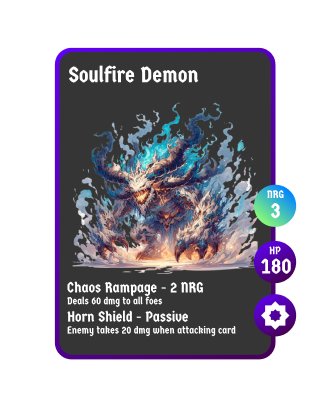 Soulfire Demon
NRG
3
HP
180
Chaos Rampage - 2 NRG
Deals 60 dmg to all foes
Horn Shield - Passive
Enemy takes 20 dmg when attacking card